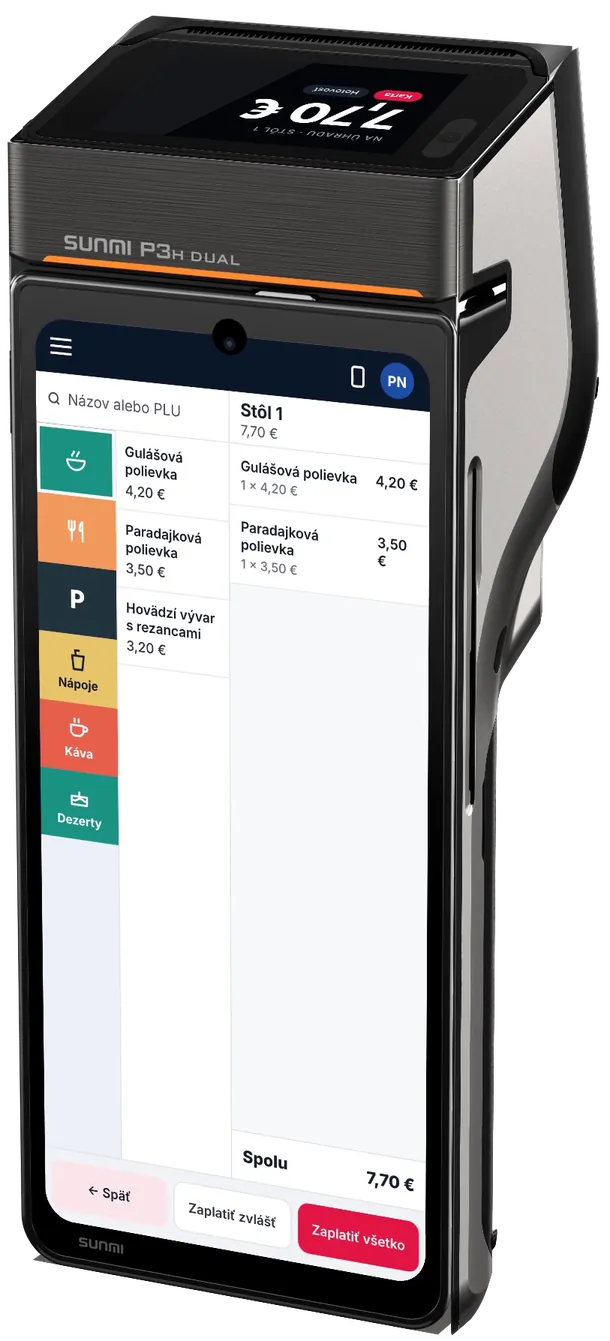 NA ÚHRADU · STÔL 1
7,70 €
Karta
Hotovosť
SUNMI P3H DUAL
PN
Názov alebo PLU
Stôl 1
7,70 €
Gulášová
polievka
4,20 €
Paradajková
polievka
3,50 €
Hovädzí vývar
s rezancami
3,20 €
P
Nápoje
Káva
Dezerty
Gulášová polievka
4,20 €
1 × 4,20 €
Paradajková
polievka
3,50
€
1 × 3,50 €
Spolu
7,70 €
← Späť
Zaplatiť zvlášť
Zaplatiť všetko
SUNMI